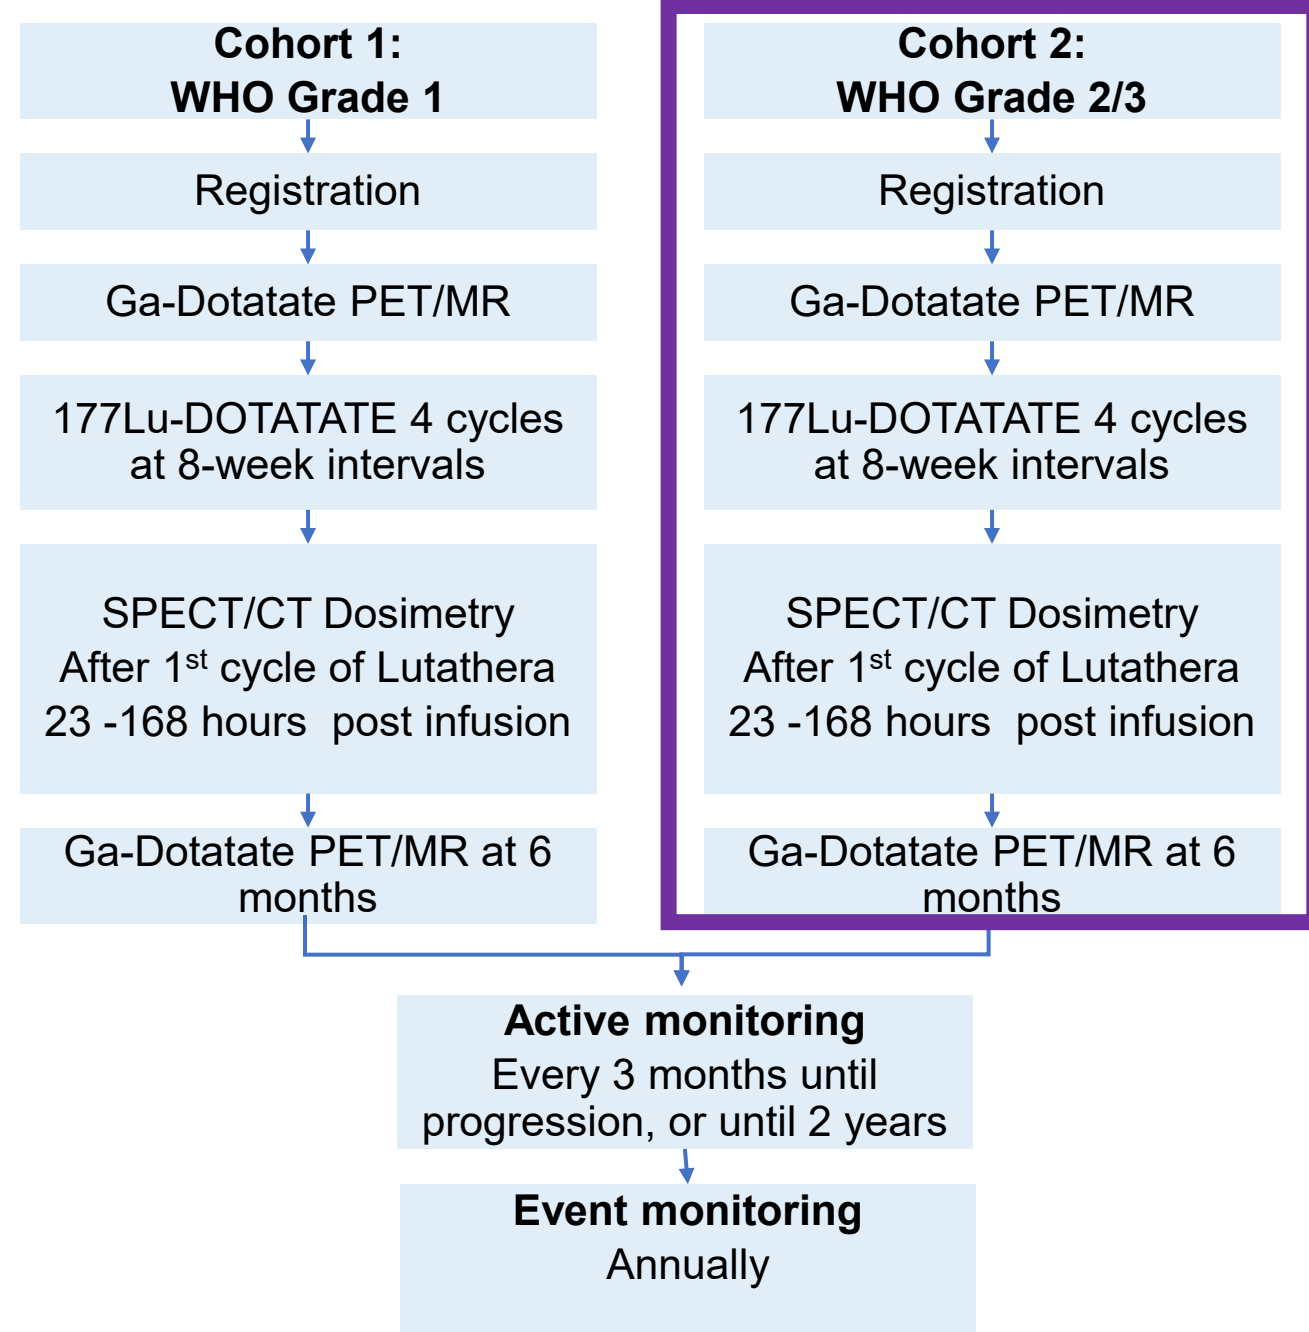 Cohort 1:
WHO Grade 1
Registration
Ga-Dotatate PET/MR
177Lu-DOTATATE 4 cycles
at 8-week intervals
SPECT/CT Dosimetry
After 1st cycle of Lutathera
23 -168 hours  post infusion
Ga-Dotatate PET/MR at 6
months
Cohort 2:
WHO Grade 2/3
Registration
Ga-Dotatate PET/MR
177Lu-DOTATATE 4 cycles
at 8-week intervals
SPECT/CT Dosimetry
After 1st cycle of Lutathera
23 -168 hours  post infusion
Ga-Dotatate PET/MR at 6
months
Active monitoring
Every 3 months until
progression, or until 2 years
Event monitoring
Annually